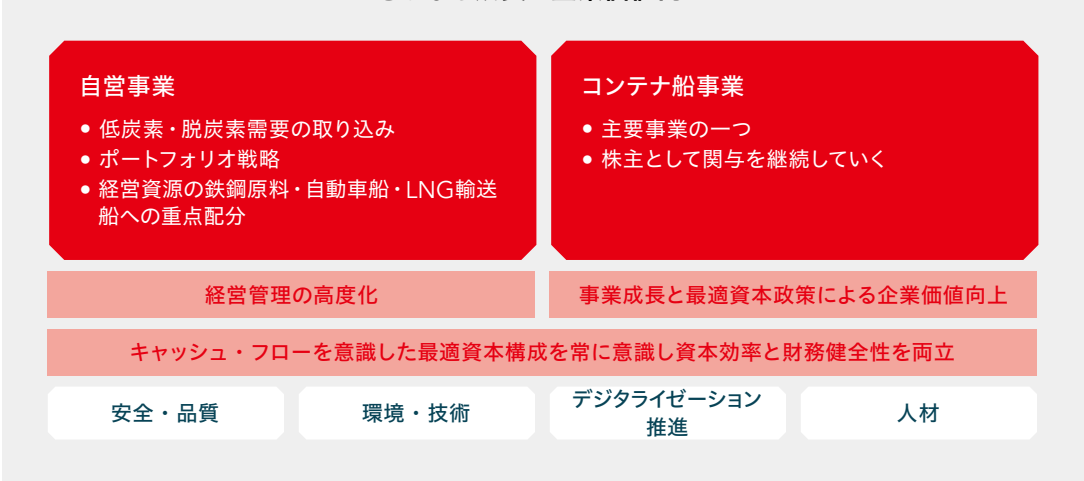 自営事業
• 低炭素・脱炭素需要の取り込み
• ポートフォリオ戦略
• 経営資源の鉄鋼原料・自動車船・LNG輸送
船への重点配分
コンテナ船事業
• 主要事業の一つ
• 株主として関与を継続していく
経営管理の高度化
事業成長と最適資本政策による企業価値向上
キャッシュ・フローを意識した最適資本構成を常に意識し資本効率と財務健全性を両立
安全・品質
環境・技術
デジタライゼーション
推進
人材